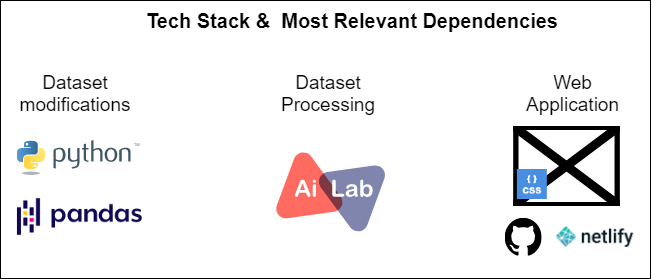 Tech Stack &  Most Relevant Dependencies
Dataset
modifications
python™
pandas
Dataset
Processing
Ai Lab
Web
Application
{ }
css
netlify